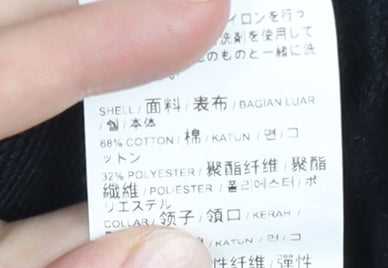 イロンを行っ
洗剤を使用して
のものと一緒に洗
SHELL / 面料 / 表布 / BAGIAN LUAR
/ 겉 / 本体
68% COTTON / 棉 / KATUN / 면 / コ
ットン
32% POLYESTER / 聚酯纤维 / 聚酯
纖維 / POLIESTER / 폴리에스터 / ポ
リエステル
COLLAR / 领子 / 領口 / KERAH /
/ KATUN / 면 / コ
性纤维 / 彈性